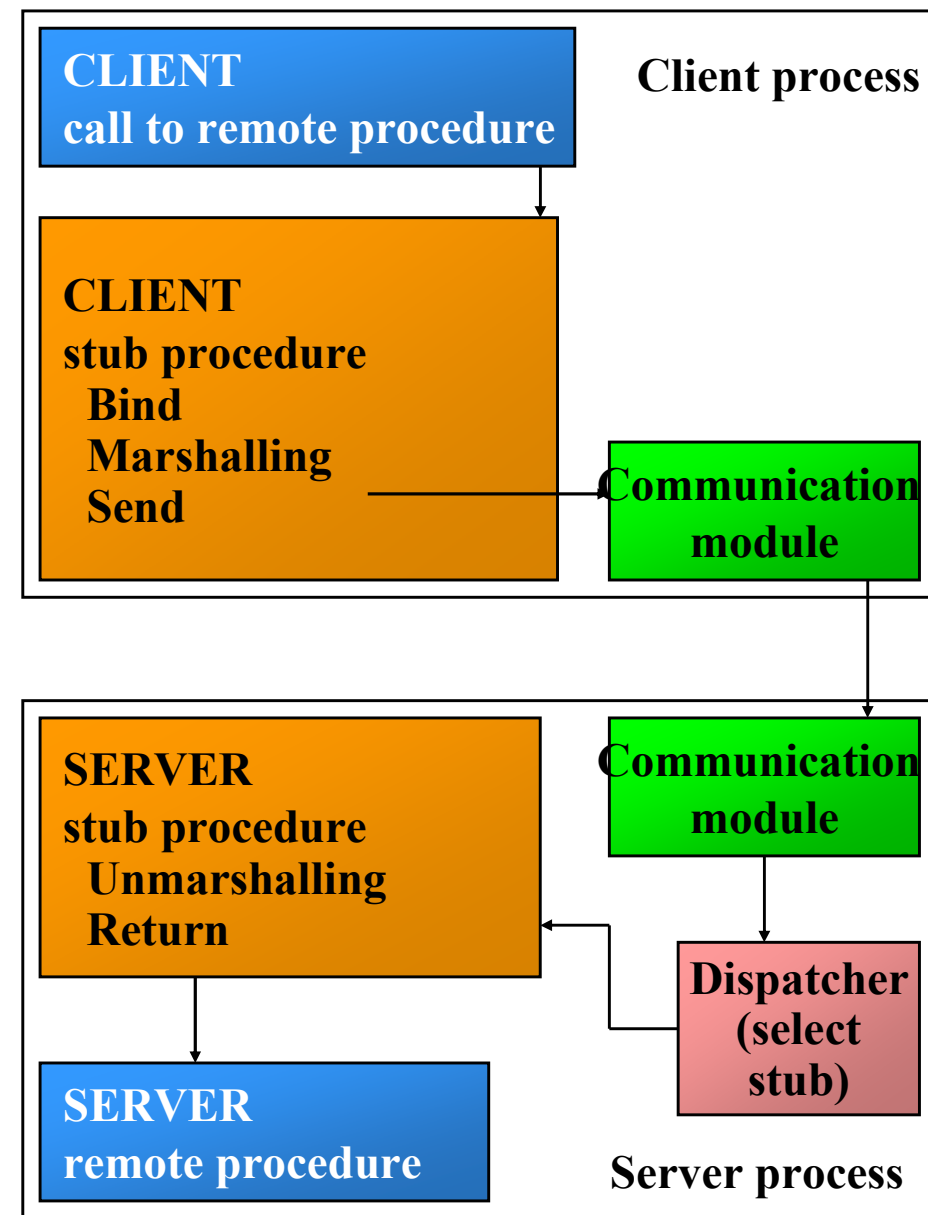 CLIENT
call to remote procedure
Client process
CLIENT
stub procedure
Bind
Marshalling
Send
Communication
module
SERVER
stub procedure
Unmarshalling
Return
Communication
module
Dispatcher
(select
stub)
SERVER
remote procedure
Server process